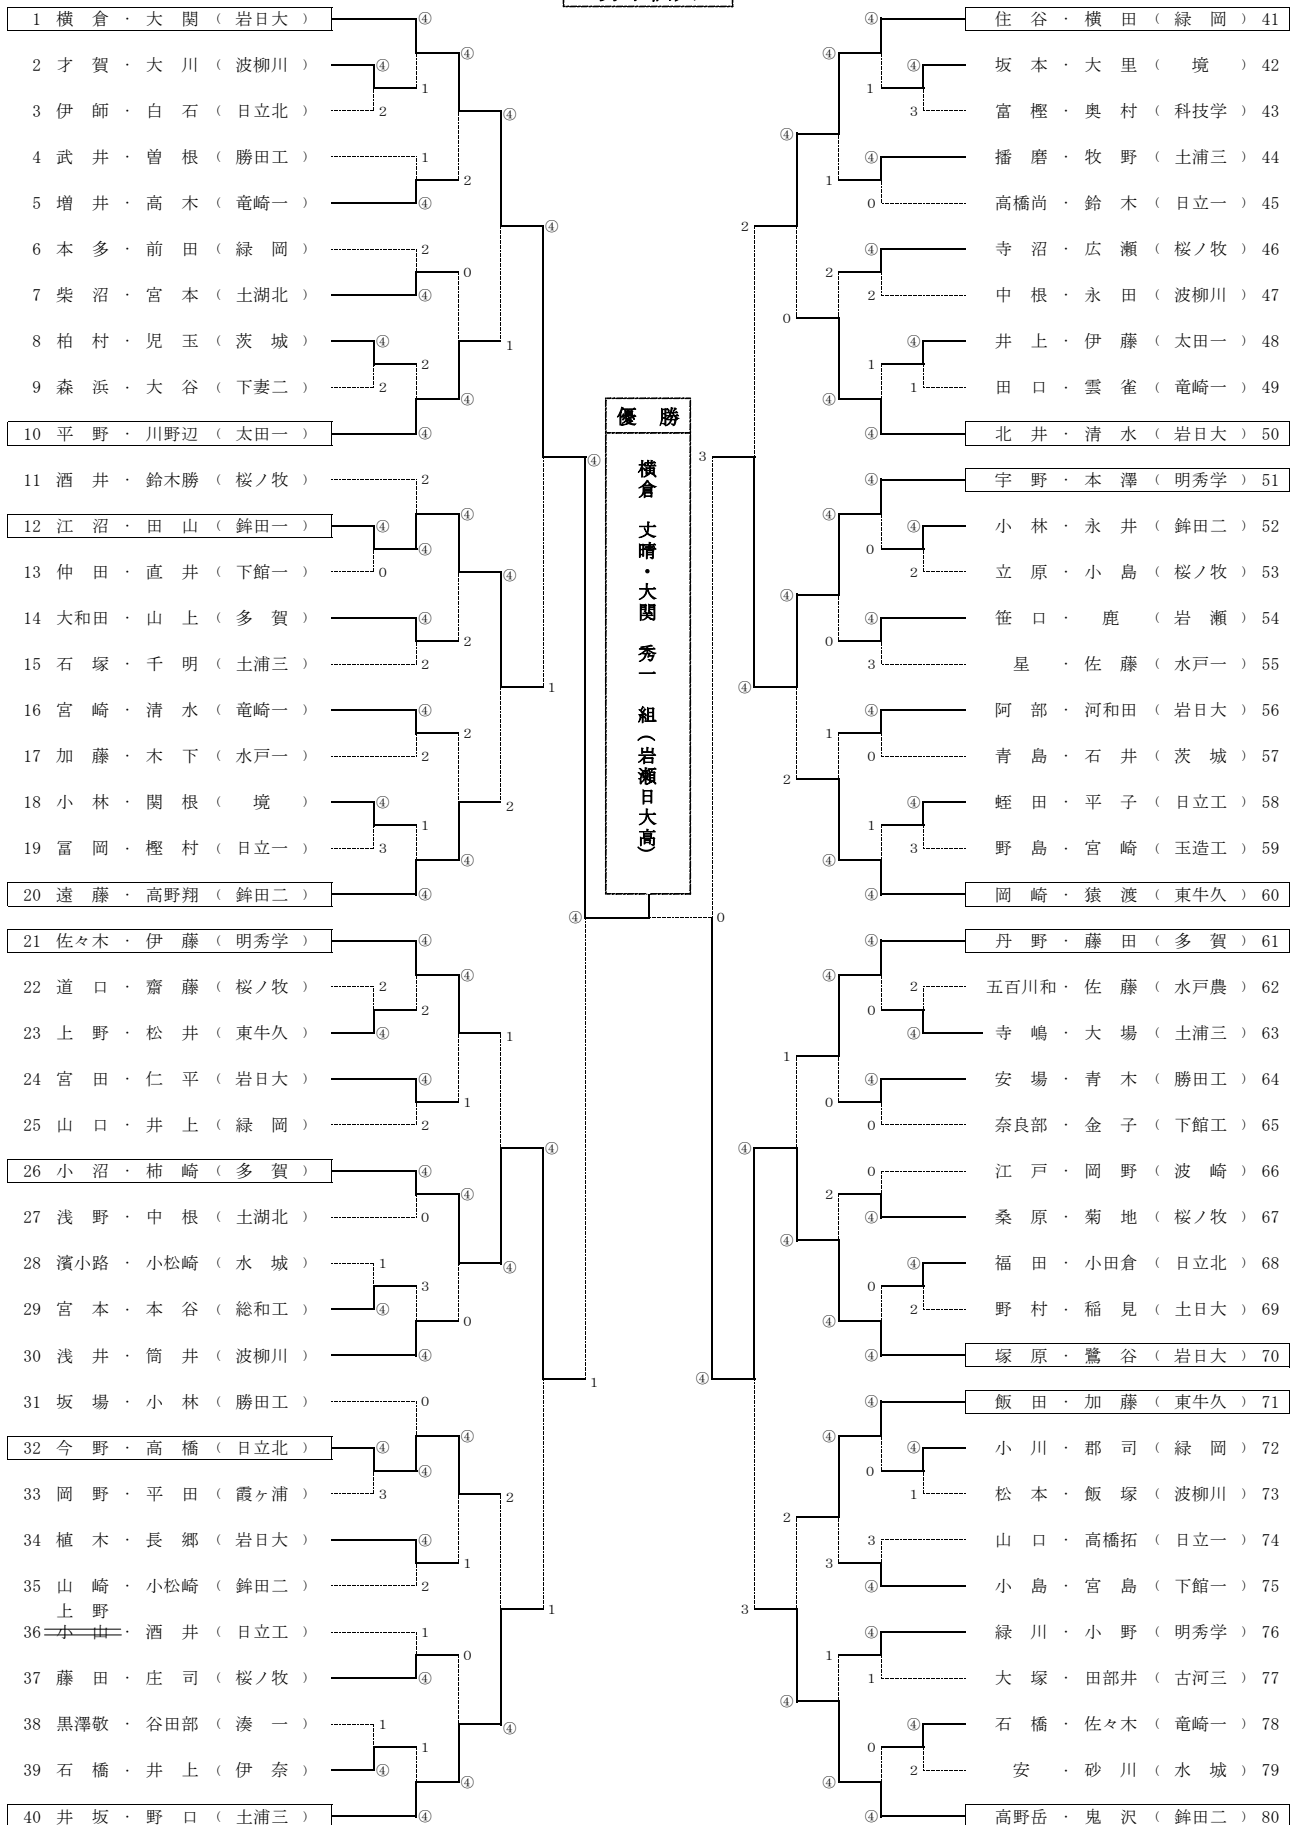 1 横倉・大関（岩日大）
2 才賀・大川（波柳川）
3 伊師・白石（日立北）
4 武井・曽根（勝田工）
5 増井・高木（竜崎一）
6 本多・前田（緑岡）
7 柴沼・宮本（土湖北）
8 柏村・児玉（茨城）
9 森浜・大谷（下妻二）
10 平野・川野辺（太田一）
11 酒井・鈴木勝（桜ノ牧）
12 江沼・田山（鉾田一）
13 仲田・直井（下館一）
14 大和田・山上（多賀）
15 石塚・千明（土浦三）
16 宮崎・清水（竜崎一）
17 加藤・木下（水戸一）
18 小林・関根（境）
19 冨岡・樫村（日立一）
20 遠藤・高野翔（鉾田二）
21 佐々木・伊藤（明秀学）
22 道口・齋藤（桜ノ牧）
23 上野・松井（東牛久）
24 宮田・仁平（岩日大）
25 山口・井上（緑岡）
26 小沼・柿崎（多賀）
27 浅野・中根（土湖北）
28 濱小路・小松崎（水城）
29 宮本・本谷（総和工）
30 浅井・筒井（波柳川）
31 坂場・小林（勝田工）
32 今野・高橋（日立北）
33 岡野・平田（霞ヶ浦）
34 植木・長郷（岩日大）
35 山崎・小松崎（鉾田二）
上野
36 小山・酒井（日立工）
37 藤田・庄司（桜ノ牧）
38 黒澤敬・谷田部（湊一）
39 石橋・井上（伊奈）
40 井坂・野口（土浦三）
優勝
横倉 丈晴・大関 秀一 組（岩瀬日大高）
住谷・横田（緑岡）41
坂本・大里（境）42
富樫・奥村（科技学）43
播磨・牧野（土浦三）44
高橋尚・鈴木（日立一）45
寺沼・広瀬（桜ノ牧）46
中根・永田（波柳川）47
井上・伊藤（太田一）48
田口・雲雀（竜崎一）49
北井・清水（岩日大）50
宇野・本澤（明秀学）51
小林・永井（鉾田二）52
立原・小島（桜ノ牧）53
笹口・鹿（岩瀬）54
星・佐藤（水戸一）55
阿部・河和田（岩日大）56
青島・石井（茨城）57
蛭田・平子（日立工）58
野島・宮崎（玉造工）59
岡崎・猿渡（東牛久）60
丹野・藤田（多賀）61
五百川和・佐藤（水戸農）62
寺嶋・大場（土浦三）63
安場・青木（勝田工）64
奈良部・金子（下館工）65
江戸・岡野（波崎）66
桑原・菊地（桜ノ牧）67
福田・小田倉（日立北）68
野村・稲見（土日大）69
塚原・鷺谷（岩日大）70
飯田・加藤（東牛久）71
小川・郡司（緑岡）72
松本・飯塚（波柳川）73
山口・高橋拓（日立一）74
小島・宮島（下館一）75
緑川・小野（明秀学）76
大塚・田部井（古河三）77
石橋・佐々木（竜崎一）78
安・砂川（水城）79
高野岳・鬼沢（鉾田二）80